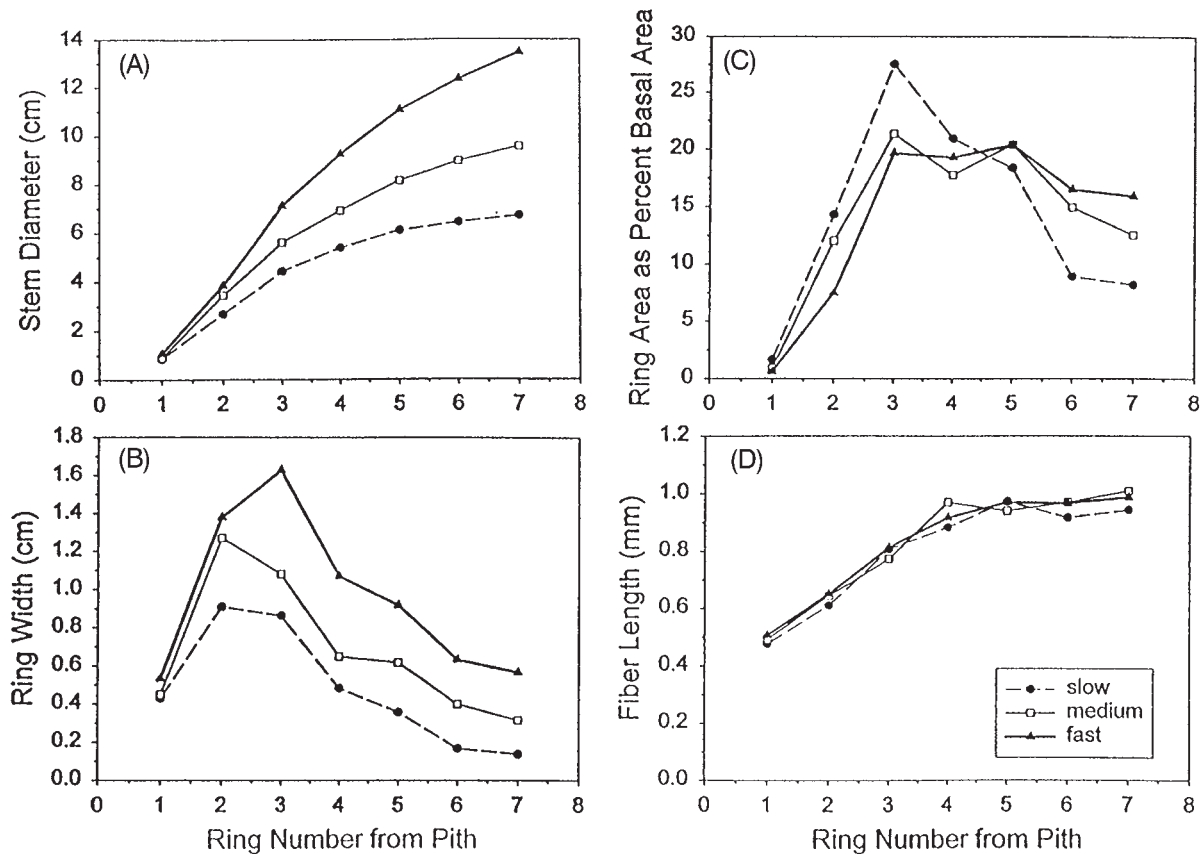 (A)
Stem Diameter (cm)
14
12
10
8
6
4
2
0
0 1 2 3 4 5 6 7 8
(C)
Ring Area as Percent Basal Area
30
25
20
15
10
5
0
0 1 2 3 4 5 6 7 8
(B)
Ring Width (cm)
1.8
1.6
1.4
1.2
1.0
0.8
0.6
0.4
0.2
0.0
0 1 2 3 4 5 6 7 8
Ring Number from Pith
(D)
Fiber Length (mm)
1.2
1.0
0.8
0.6
0.4
0.2
0.0
0 1 2 3 4 5 6 7 8
Ring Number from Pith
slow
medium
fast